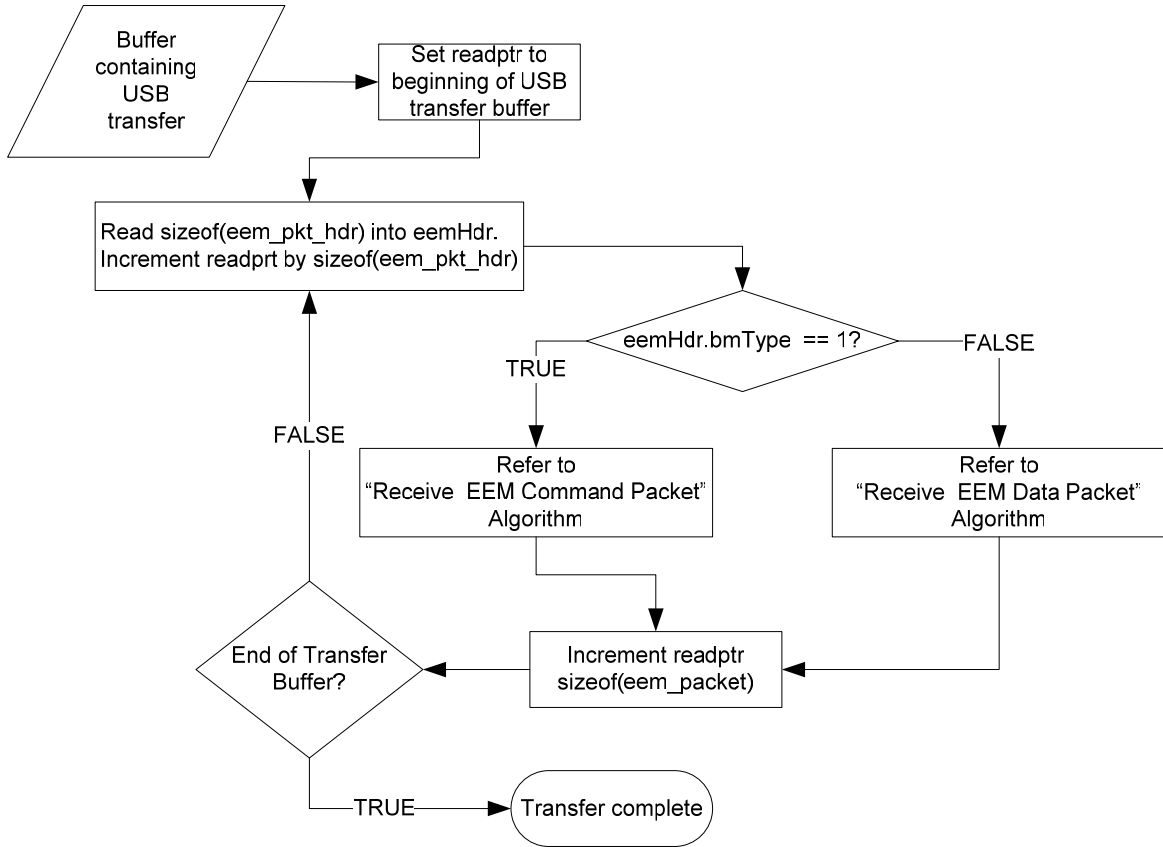 Buffer
containing
USB
transfer
Set readptr to
beginning of USB
transfer buffer
Read sizeof(eem_pkt_hdr) into eemHdr.
Increment readprt by sizeof(eem_pkt_hdr)
eemHdr.bmType == 1?
TRUE
FALSE
FALSE
Refer to
“Receive EEM Command Packet”
Algorithm
Refer to
“Receive EEM Data Packet”
Algorithm
End of Transfer
Buffer?
Increment readptr
sizeof(eem_packet)
TRUE
Transfer complete